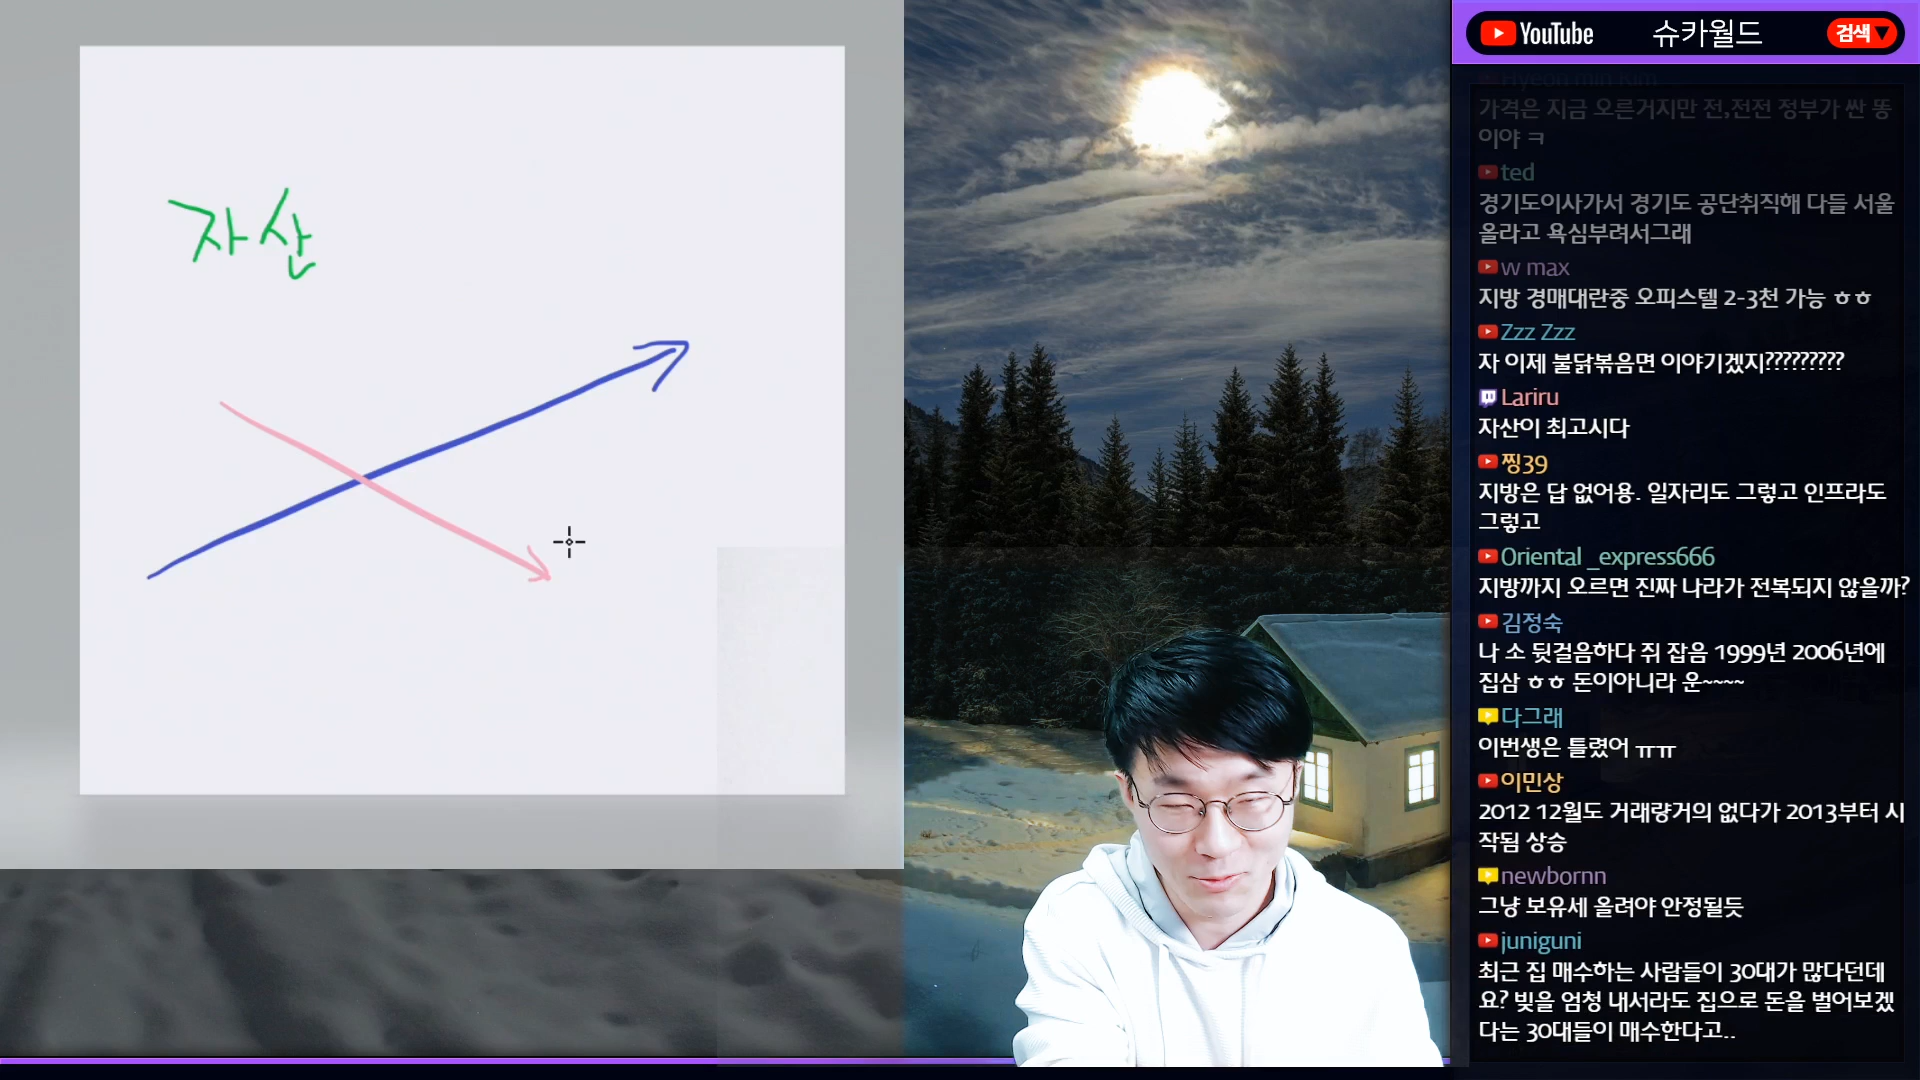 자산
YouTube
슈카월드
검색▼
Hyeon min Kim
가격은 지금 오른거지만 전,전전 정부가 싼 똥
이야 ㅋ
ted
경기도이사가서 경기도 공단취직해 다들 서울
올라고 욕심부려서그래
w max
지방 경매대란중 오피스텔 2-3천 가능 ㅎㅎ
Zzz Zzz
자 이제 불닭볶음면 이야기겠지?????????
Lariru
자산이 최고시다
찡39
지방은 답 없어용. 일자리도 그렇고 인프라도
그렇고
Oriental_express666
지방까지 오르면 진짜 나라가 전복되지 않을까?
김정숙
나 소 뒷걸음하다 쥐 잡음 1999년 2006년에
집삼 ㅎㅎ 돈이아니라 운~~~~
다그래
이번생은 틀렸어 ㅠㅠ
이민상
2012 12월도 거래량거의 없다가 2013부터 시
작됨 상승
newbornn
그냥 보유세 올려야 안정될듯
juniguni
최근 집 매수하는 사람들이 30대가 많다던데
요? 빚을 엄청 내서라도 집으로 돈을 벌어보겠
다는 30대들이 매수한다고..